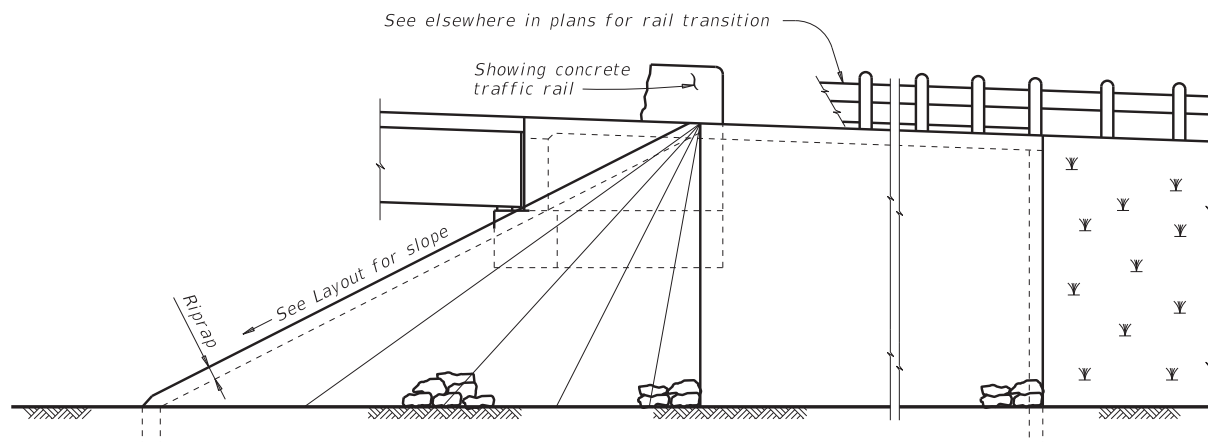 See elsewhere in plans for rail transition
Showing concrete
traffic rail
See Layout for slope
Riprap